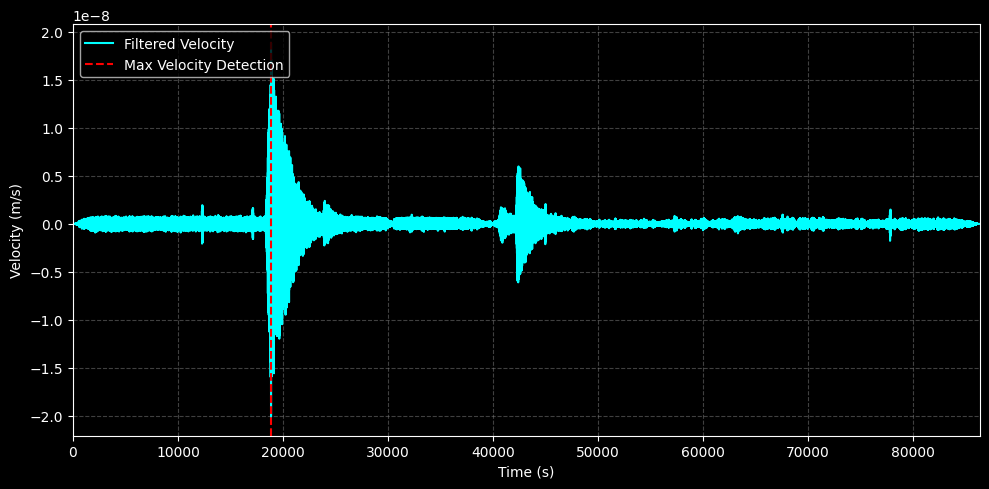 1e−8
2.0
1.5
1.0
0.5
0.0
−0.5
−1.0
−1.5
−2.0
Velocity (m/s)
Filtered Velocity
Max Velocity Detection
0 10000 20000 30000 40000 50000 60000 70000 80000
Time (s)